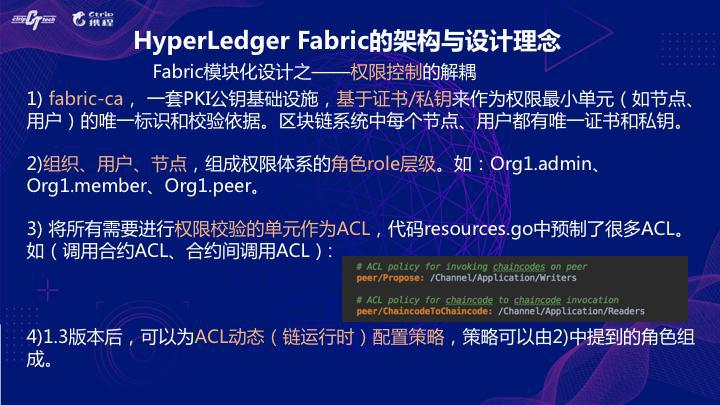 ctrip CT tech
Ctrip
携程
HyperLedger Fabric的架构与设计理念
Fabric模块化设计之——权限控制的解耦
1) fabric-ca，一套PKI公钥基础设施，基于证书/私钥来作为权限最小单元（如节点、
用户）的唯一标识和校验依据。区块链系统中每个节点、用户都有唯一证书和私钥。
2)组织、用户、节点，组成权限体系的角色role层级。如：Org1.admin、
Org1.member、Org1.peer。
3) 将所有需要进行权限校验的单元作为ACL，代码resources.go中预制了很多ACL。
如（调用合约ACL、合约间调用ACL）:
# ACL policy for invoking chaincodes on peer
peer/Propose: /Channel/Application/Writers
# ACL policy for chaincode to chaincode invocation
peer/ChaincodeToChaincode: /Channel/Application/Readers
4)1.3版本后，可以为ACL动态（链运行时）配置策略，策略可以由2)中提到的角色组
成。